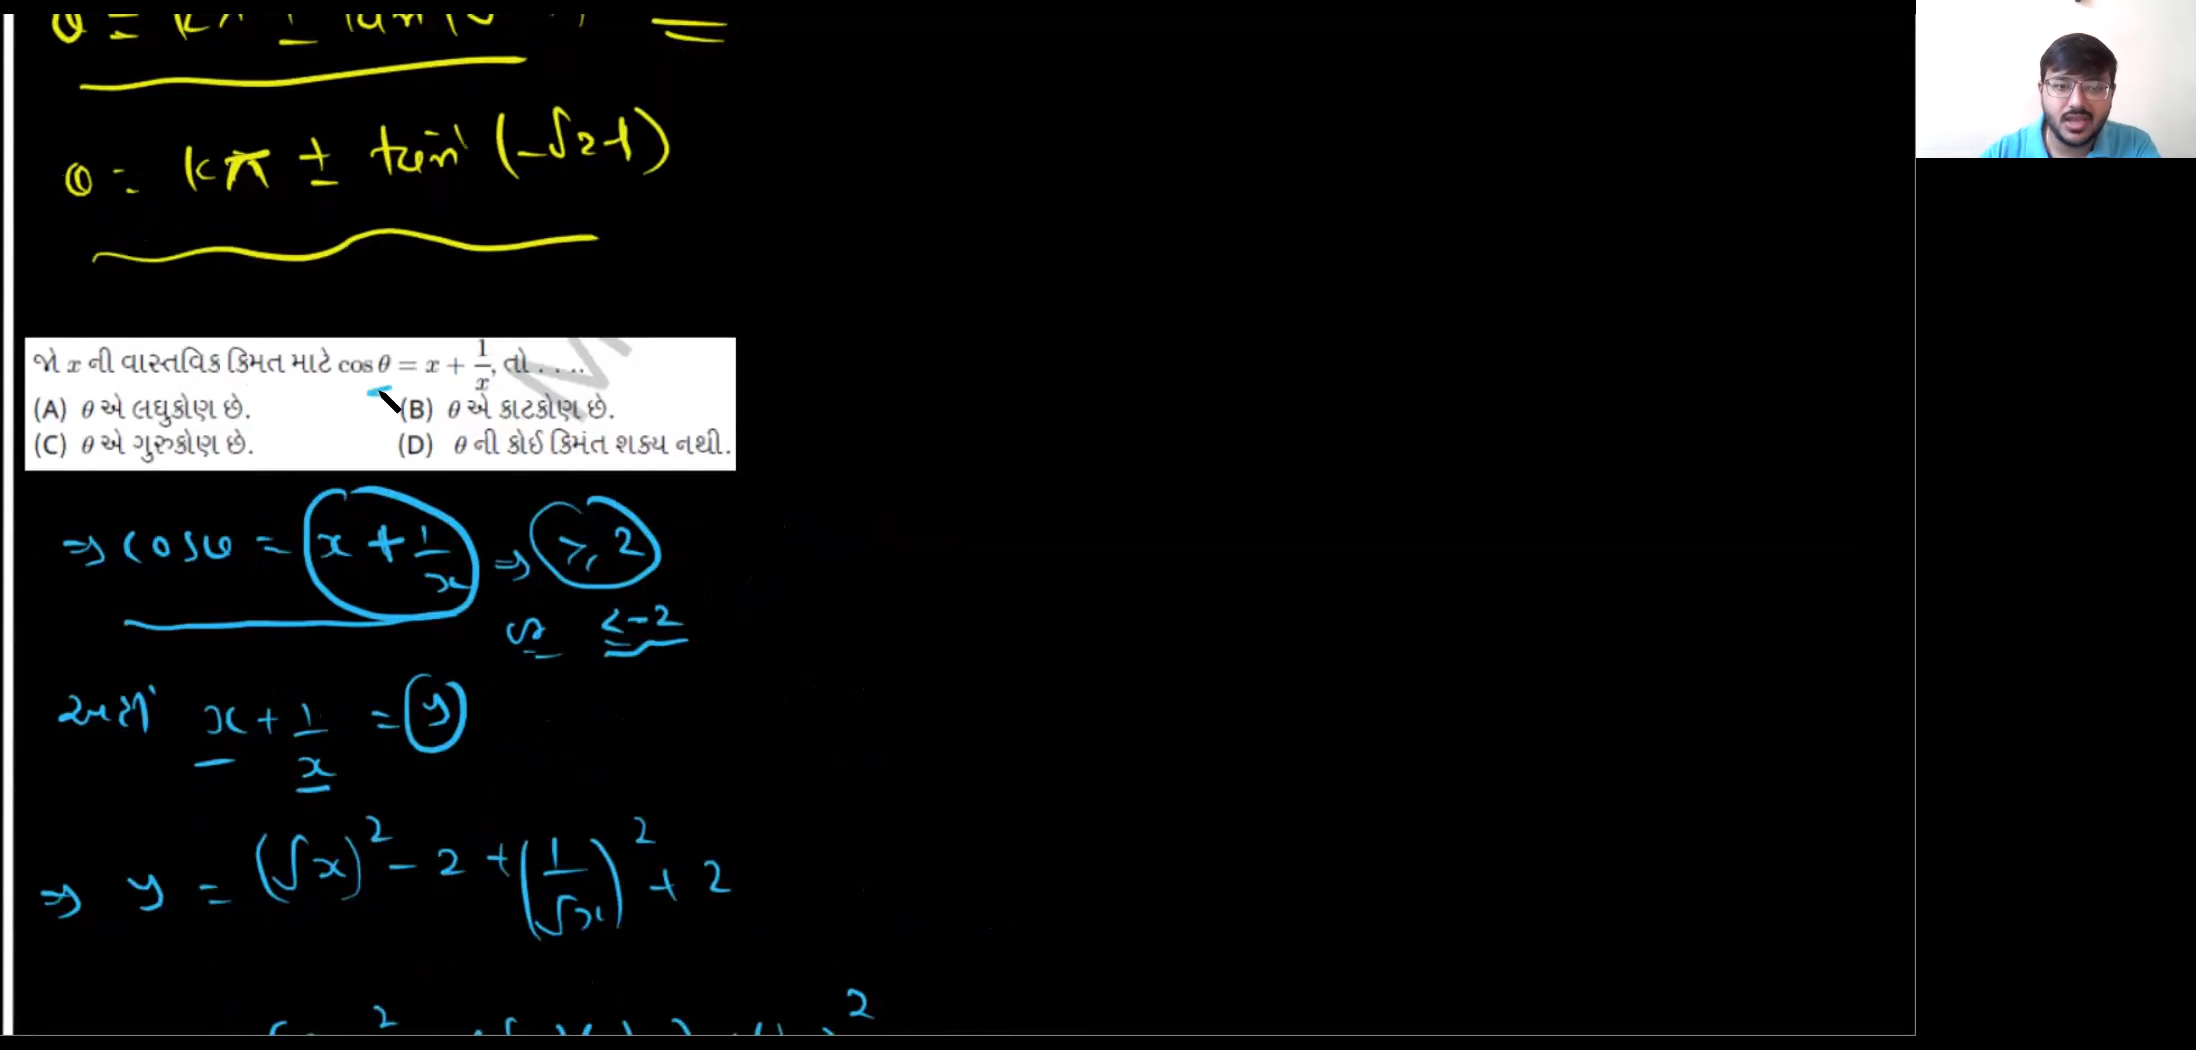 θ = kπ ± tan⁻¹ (-√2-1)
જો x ની વાસ્તવિક કિંમત માટે cos θ = x + 1/x, તો . . . .
(A) θ એ લઘુકોણ છે. (B) θ એ કાટકોણ છે.
(C) θ એ ગુરુકોણ છે. (D) θ ની કોઈ કિંમત શક્ય નથી.
⇒ cosθ = x + 1/x ⇒ ≥ 2
≤ -2
અહીં x + 1/x = y
⇒ y = (√x)² - 2 + (1/√x)² + 2